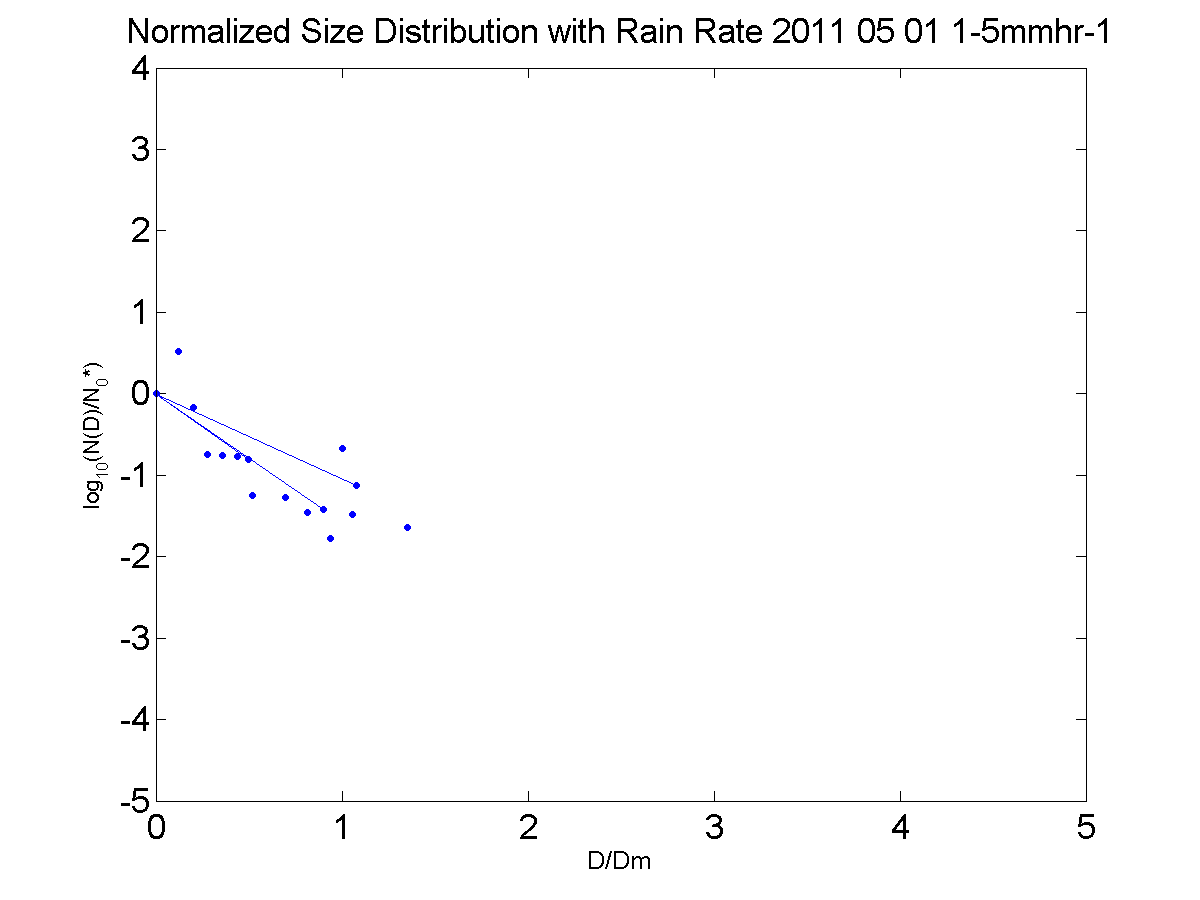 Normalized Size Distribution with Rain Rate 2011 05 01 1-5mmhr-1
4
3
2
1
0
-1
-2
-3
-4
-5
log10(N(D)/N0*)
0 1 2 3 4 5
D/Dm